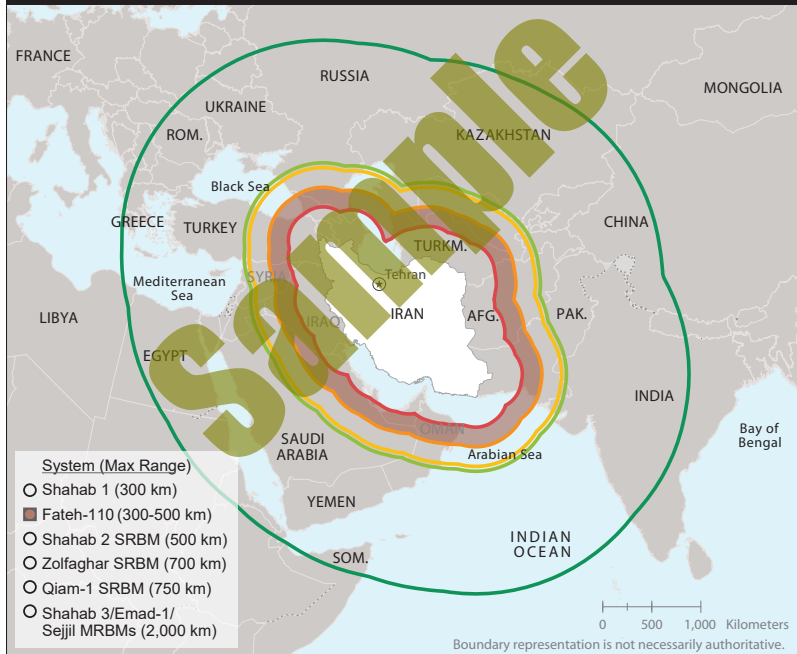 FRANCE
RUSSIA
MONGOLIA
UKRAINE
ROM.
KAZAKHSTAN
Black Sea
GREECE
TURKEY
CHINA
TURKM.
SYRIA
Tehran
Mediterranean
Sea
IRAQ
IRAN
AFG.
PAK.
LIBYA
EGYPT
INDIA
SAUDI
ARABIA
OMAN
Arabian Sea
Bay of
Bengal
YEMEN
SOM.
INDIAN
OCEAN
System (Max Range)
Shahab 1 (300 km)
Fateh-110 (300-500 km)
Shahab 2 SRBM (500 km)
Zolfaghar SRBM (700 km)
Qiam-1 SRBM (750 km)
Shahab 3/Emad-1/
Sejjil MRBMs (2,000 km)
0 500 1,000 Kilometers
Boundary representation is not necessarily authoritative.